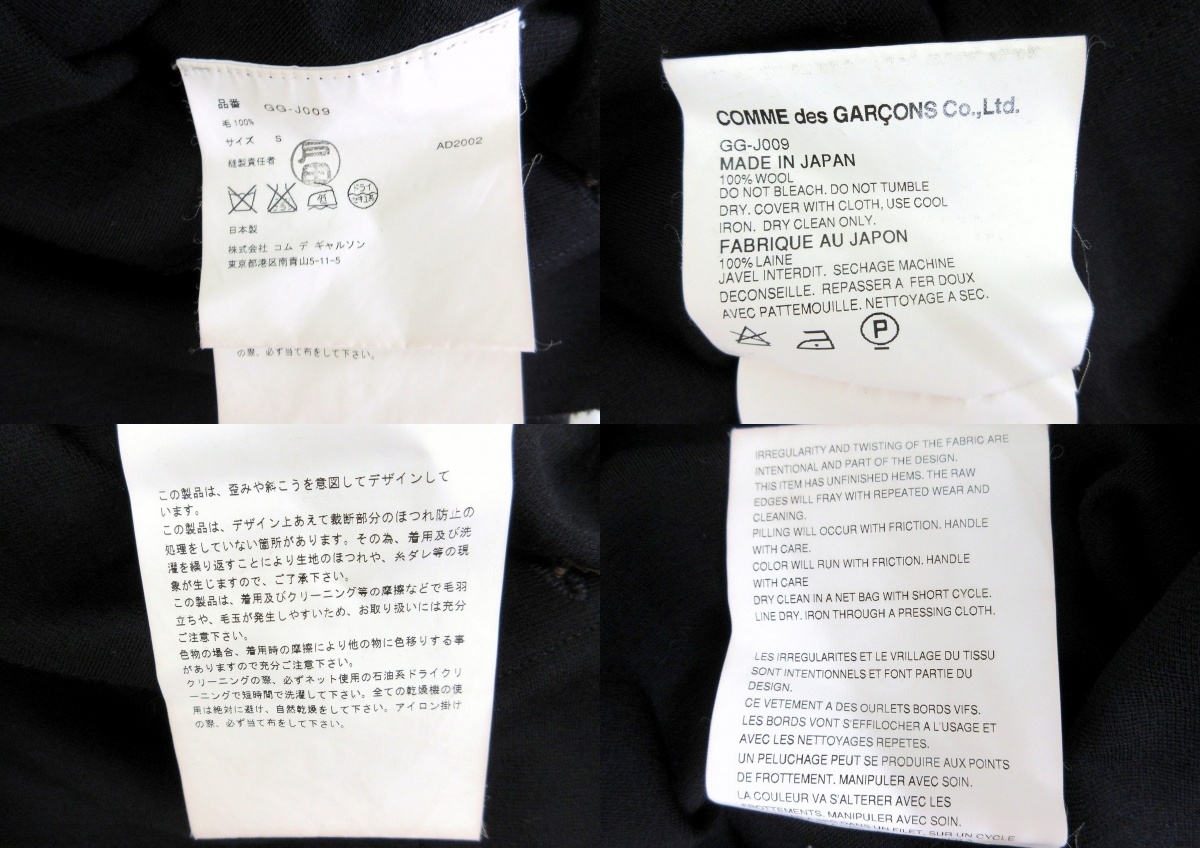 品番 GG-J009
毛100%
サイズ S
AD2002
縫製責任者
ドライ
日本製
株式会社 コム デ ギャルソン
東京都港区南青山5-11-5
の際、必ず当て布をして下さい。
COMME des GARÇONS Co.,Ltd.
GG-J009
MADE IN JAPAN
100% WOOL
DO NOT BLEACH. DO NOT TUMBLE
DRY. COVER WITH CLOTH, USE COOL
IRON. DRY CLEAN ONLY.
FABRIQUE AU JAPON
100% LAINE
JAVEL INTERDIT. SECHAGE MACHINE
DECONSEILLE. REPASSER A FER DOUX
AVEC PATTEMOUILLE. NETTOYAGE A SEC.
P
この製品は、歪みや斜こうを意図してデザインして
います。
この製品は、デザイン上あえて裁断部分のほつれ防止の
処理をしていない箇所があります。その為、着用及び洗
濯を繰り返すことにより生地のほつれや、糸ダレ等の現
象が生じますので、ご了承下さい。
この製品は、着用及びクリーニング等の摩擦などで毛羽
立ちや、毛玉が発生しやすいため、お取り扱いには充分
ご注意下さい。
色物の場合、着用時の摩擦により他の物に色移りする事
がありますので充分ご注意下さい。
クリーニングの際、必ずネット使用の石油系ドライクリ
ーニングで短時間で洗濯して下さい。全ての乾燥機の使
用は絶対に避け、自然乾燥をして下さい。アイロン掛け
の際、必ず当て布をして下さい。
IRREGULARITY AND TWISTING OF THE FABRIC ARE
INTENTIONAL AND PART OF THE DESIGN.
THIS ITEM HAS UNFINISHED HEMS. THE RAW
EDGES WILL FRAY WITH REPEATED WEAR AND
CLEANING.
PILLING WILL OCCUR WITH FRICTION. HANDLE
WITH CARE.
COLOR WILL RUN WITH FRICTION. HANDLE
WITH CARE
DRY CLEAN IN A NET BAG WITH SHORT CYCLE.
LINE DRY. IRON THROUGH A PRESSING CLOTH.
LES IRREGULARITES ET LE VRILLAGE DU TISSU
SONT INTENTIONNELS ET FONT PARTIE DU
DESIGN.
CE VETEMENT A DES OURLETS BORDS VIFS.
LES BORDS VONT S'EFFILOCHER A L'USAGE ET
AVEC LES NETTOYAGES REPETES.
UN PELUCHAGE PEUT SE PRODUIRE AUX POINTS
DE FROTTEMENT. MANIPULER AVEC SOIN.
LA COULEUR VA S'ALTERER AVEC LES
FROTTEMENTS. MANIPULER AVEC SOIN.
DANS UN FILET, SUR UN CYCLE